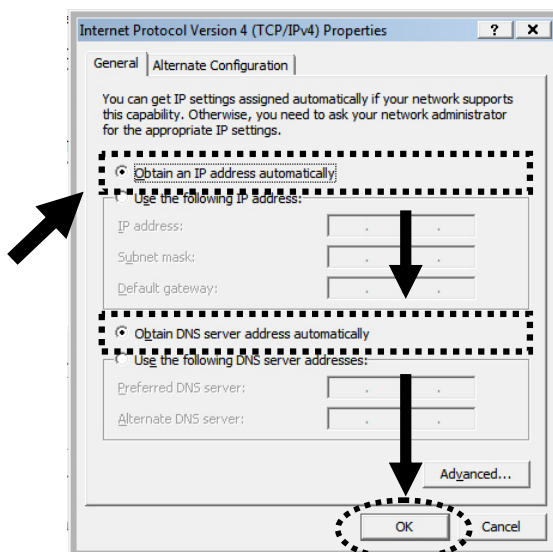 Internet Protocol Version 4 (TCP/IPv4) Properties
General
Alternate Configuration
You can get IP settings assigned automatically if your network supports
this capability. Otherwise, you need to ask your network administrator
for the appropriate IP settings.
Obtain an IP address automatically
Use the following IP address:
IP address:
Subnet mask:
Default gateway:
Obtain DNS server address automatically
Use the following DNS server addresses:
Preferred DNS server:
Alternate DNS server:
Advanced...
OK
Cancel